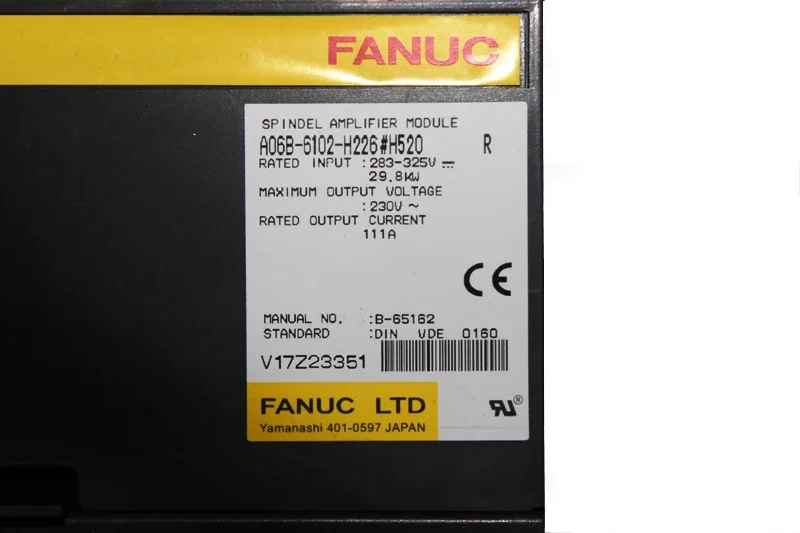 FANUC
SPINDEL AMPLIFIER MODULE
A06B-6102-H226#H520 R
RATED INPUT :283-325V ⎓
29.8KW
MAXIMUM OUTPUT VOLTAGE
:230V ~
RATED OUTPUT CURRENT
111A
CE
MANUAL NO. :B-65162
STANDARD :DIN VDE 0160
V17Z23351
FANUC LTD
Yamanashi 401-0597 JAPAN
RU®